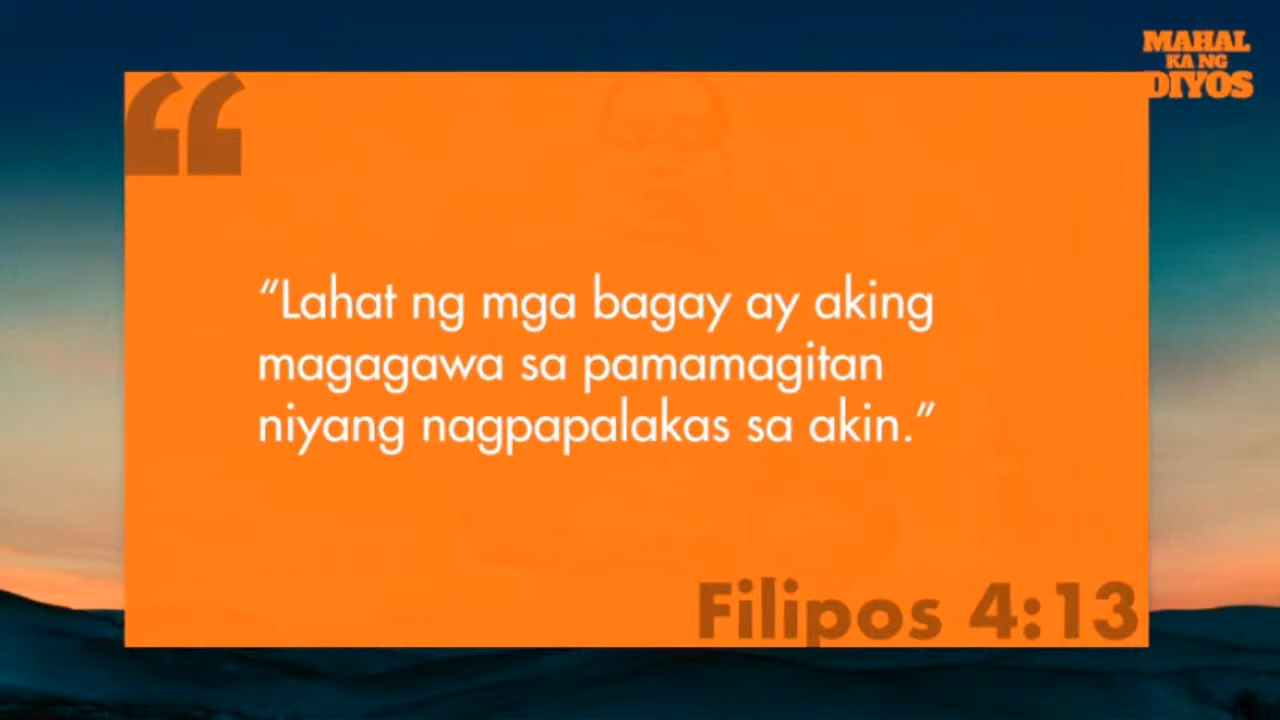 MAHAL
KA NG
DIYOS
“Lahat ng mga bagay ay aking
magagawa sa pamamagitan
niyang nagpapalakas sa akin.”
Filipos 4:13